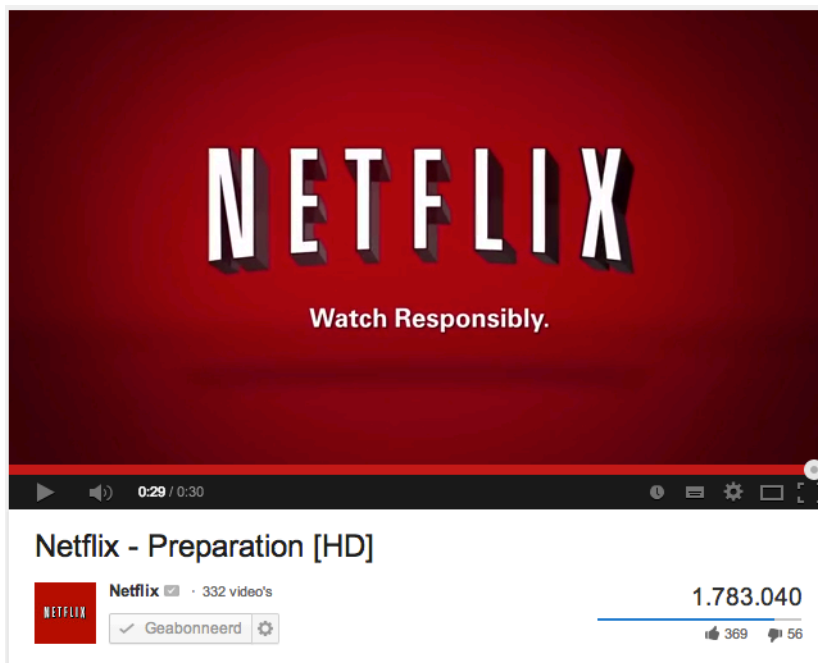 NETFLIX
Watch Responsibly.
0:29 / 0:30
Netflix - Preparation [HD]
NETFLIX
Netflix · 332 video's
Geabonneerd
1.783.040
369 56